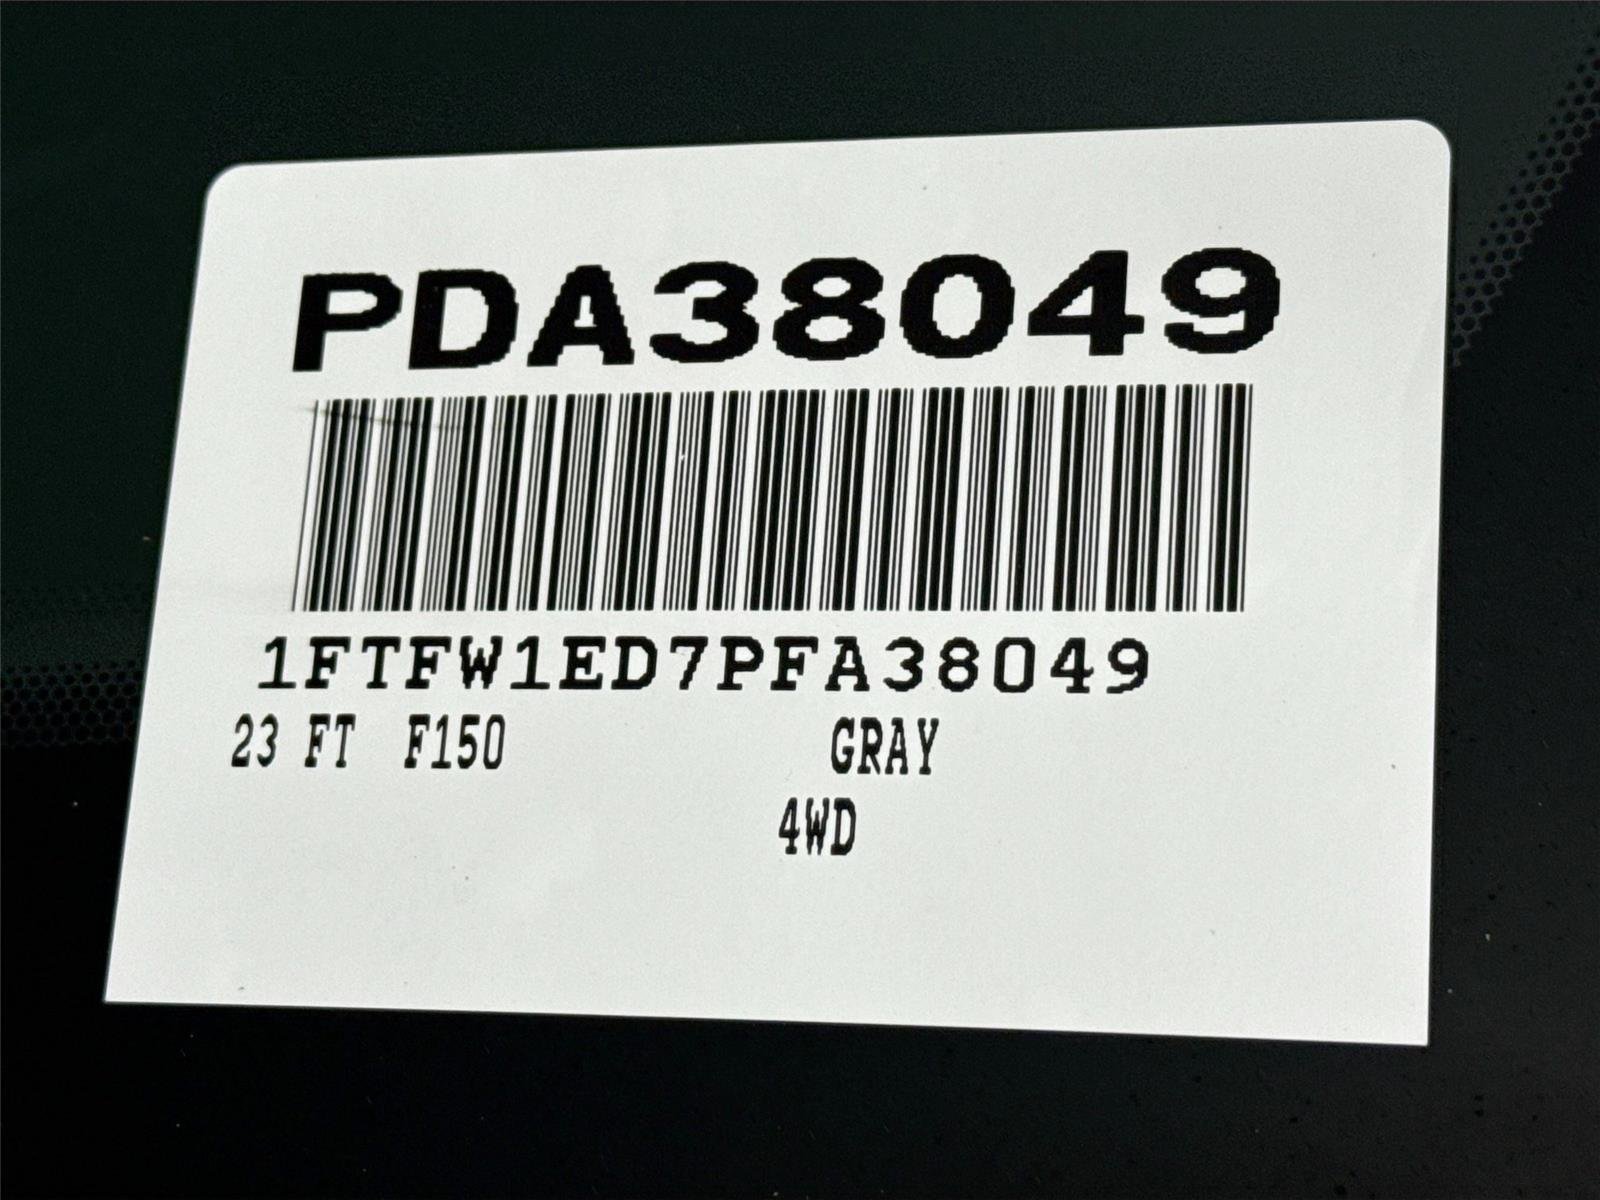 PDA38049
1FTFW1ED7PFA38049
23 FT F150 GRAY
4WD